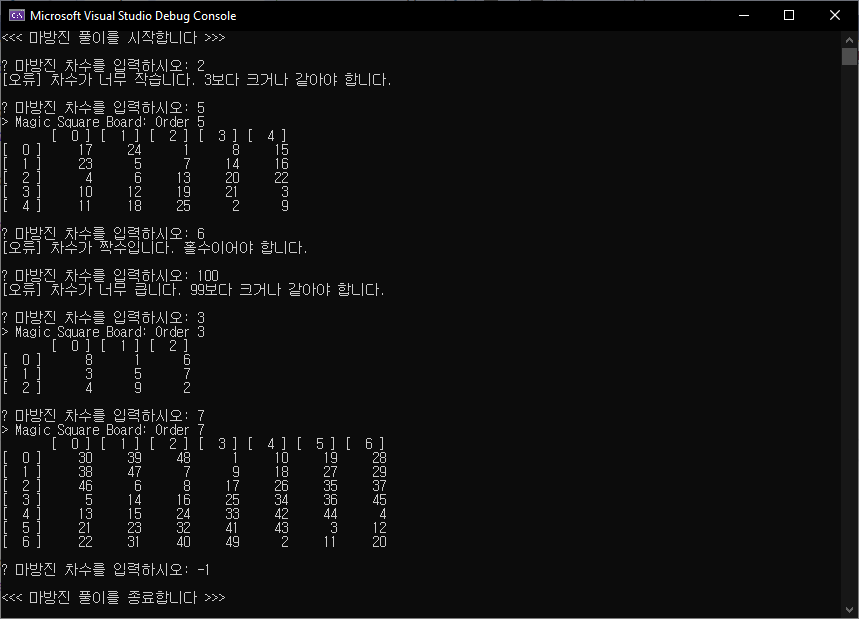 Microsoft Visual Studio Debug Console
<<< 마방진 풀이를 시작합니다 >>>
? 마방진 차수를 입력하시오: 2
[오류] 차수가 너무 작습니다. 3보다 크거나 같아야 합니다.
? 마방진 차수를 입력하시오: 5
> Magic Square Board: Order 5
[ 0 ] [ 1 ] [ 2 ] [ 3 ] [ 4 ]
[ 0 ] 17 24 1 8 15
[ 1 ] 23 5 7 14 16
[ 2 ] 4 6 13 20 22
[ 3 ] 10 12 19 21 3
[ 4 ] 11 18 25 2 9
? 마방진 차수를 입력하시오: 6
[오류] 차수가 짝수입니다. 홀수이어야 합니다.
? 마방진 차수를 입력하시오: 100
[오류] 차수가 너무 큽니다. 99보다 크거나 같아야 합니다.
? 마방진 차수를 입력하시오: 3
> Magic Square Board: Order 3
[ 0 ] [ 1 ] [ 2 ]
[ 0 ] 8 1 6
[ 1 ] 3 5 7
[ 2 ] 4 9 2
? 마방진 차수를 입력하시오: 7
> Magic Square Board: Order 7
[ 0 ] [ 1 ] [ 2 ] [ 3 ] [ 4 ] [ 5 ] [ 6 ]
[ 0 ] 30 39 48 1 10 19 28
[ 1 ] 38 47 7 9 18 27 29
[ 2 ] 46 6 8 17 26 35 37
[ 3 ] 5 14 16 25 34 36 45
[ 4 ] 13 15 24 33 42 44 4
[ 5 ] 21 23 32 41 43 3 12
[ 6 ] 22 31 40 49 2 11 20
? 마방진 차수를 입력하시오: -1
<<< 마방진 풀이를 종료합니다 >>>